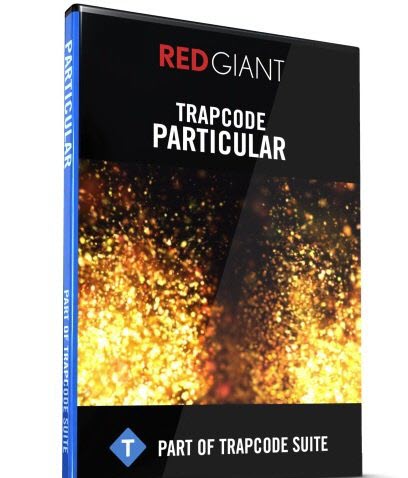 PARTICULAR
PART OF TRAPCODE SUITE
RED GIANT
TRAPCODE
PARTICULAR
T
PART OF TRAPCODE SUITE